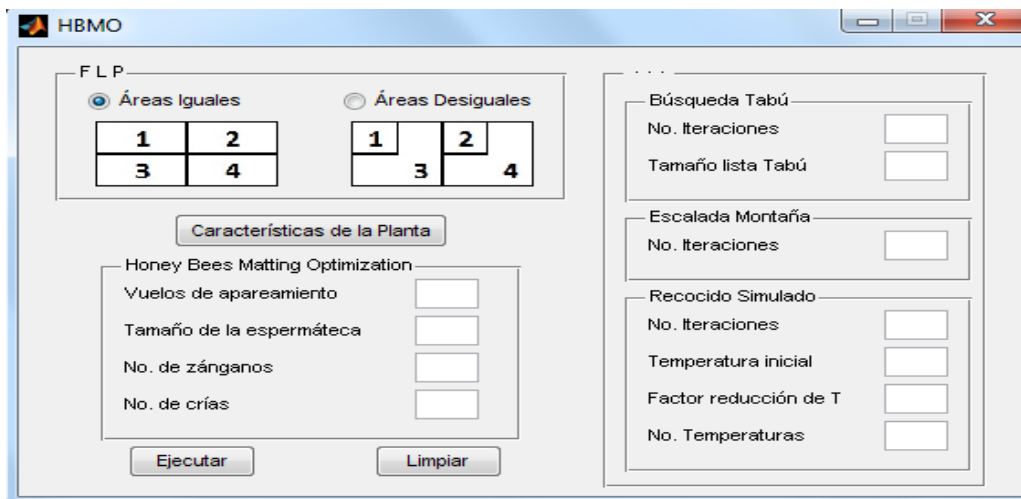 HBMO
F L P
Áreas Iguales
Áreas Desiguales
1 2
3 4
1 2
3 4
Características de la Planta
Honey Bees Matting Optimization
Vuelos de apareamiento
Tamaño de la espermáteca
No. de zánganos
No. de crías
Ejecutar
Limpiar
Búsqueda Tabú
No. Iteraciones
Tamaño lista Tabú
Escalada Montaña
No. Iteraciones
Recocido Simulado
No. Iteraciones
Temperatura inicial
Factor reducción de T
No. Temperaturas